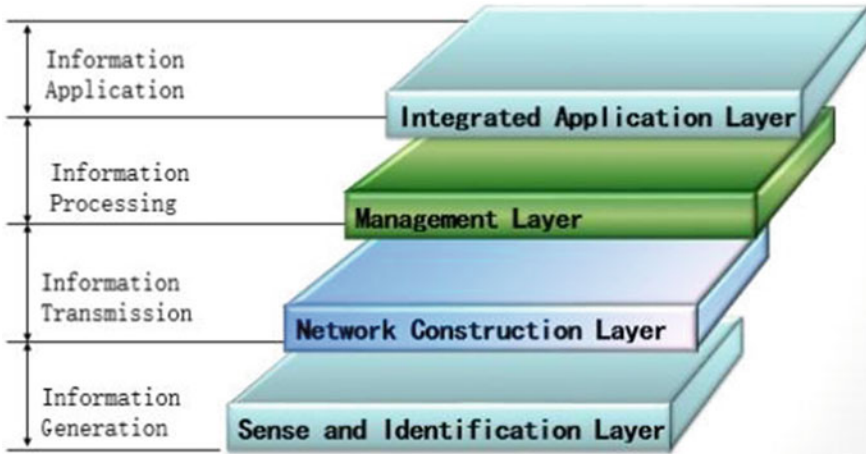 Information
Application
Integrated Application Layer
Information
Processing
Management Layer
Information
Transmission
Network Construction Layer
Information
Generation
Sense and Identification Layer